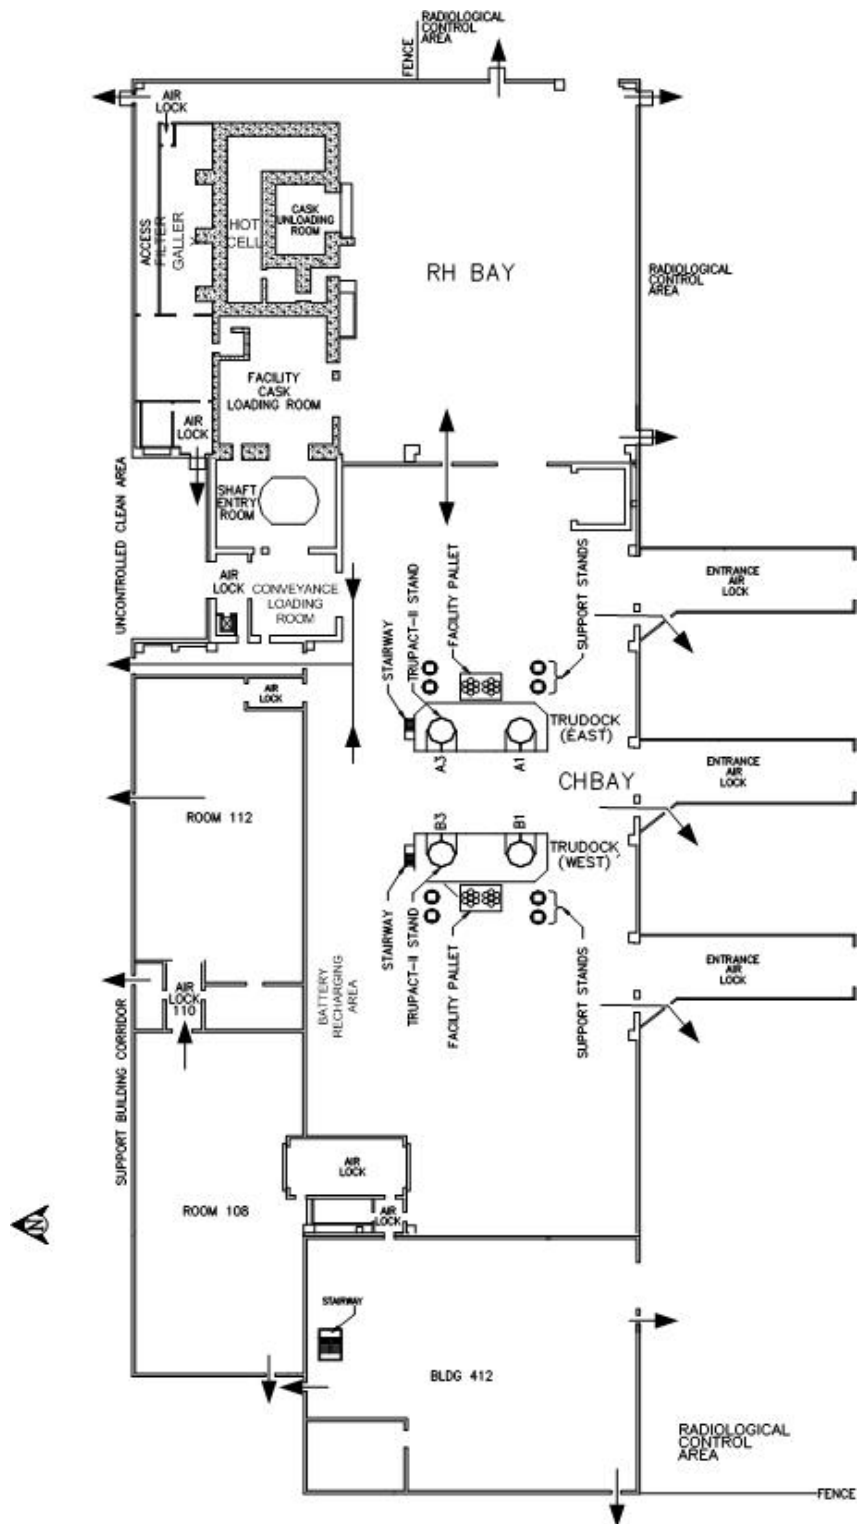 RADIOLOGICAL
CONTROL
AREA
FENCE
AIR
LOCK
ACCESS
FILTER
GALLER
HOT
CELL
CASK
UNLOADING
ROOM
RH BAY
RADIOLOGICAL
CONTROL
AREA
FACILITY
CASK
LOADING ROOM
AIR
LOCK
UNCONTROLLED CLEAN AREA
SHAFT
ENTRY
ROOM
AIR
LOCK
CONVEYANCE
LOADING
ROOM
STAIRWAY
TRUPACT-II STAND
FACILITY PALLET
SUPPORT STANDS
ENTRANCE
AIR
LOCK
AIR
LOCK
TRUDOCK
(EAST)
A3
A1
ENTRANCE
AIR
LOCK
CHBAY
ROOM 112
B3
B1
TRUDOCK
(WEST)
STAIRWAY
TRUPACT-II STAND
FACILITY PALLET
SUPPORT STANDS
ENTRANCE
AIR
LOCK
AIR
LOCK
110
BATTERY
RECHARGING
AREA
SUPPORT BUILDING CORRIDOR
AIR
LOCK
ROOM 108
AIR
LOCK
N
STAIRWAY
BLDG 412
RADIOLOGICAL
CONTROL
AREA
FENCE